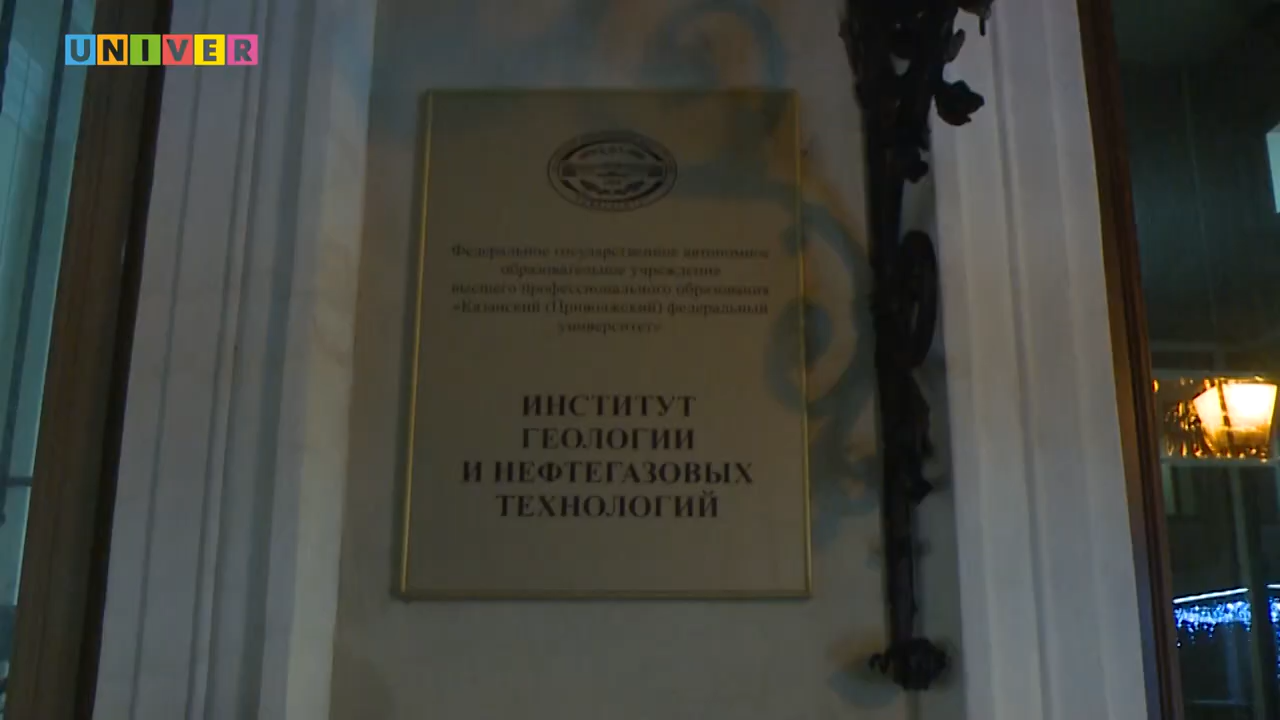 UNIVER
Федеральное государственное автономное
образовательное учреждение
высшего профессионального образования
«Казанский (Приволжский) федеральный
университет»
ИНСТИТУТ
ГЕОЛОГИИ
И НЕФТЕГАЗОВЫХ
ТЕХНОЛОГИЙ